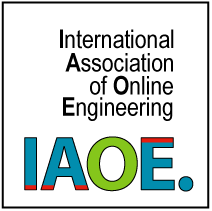 International
Association
of Online
Engineering
IAOE.